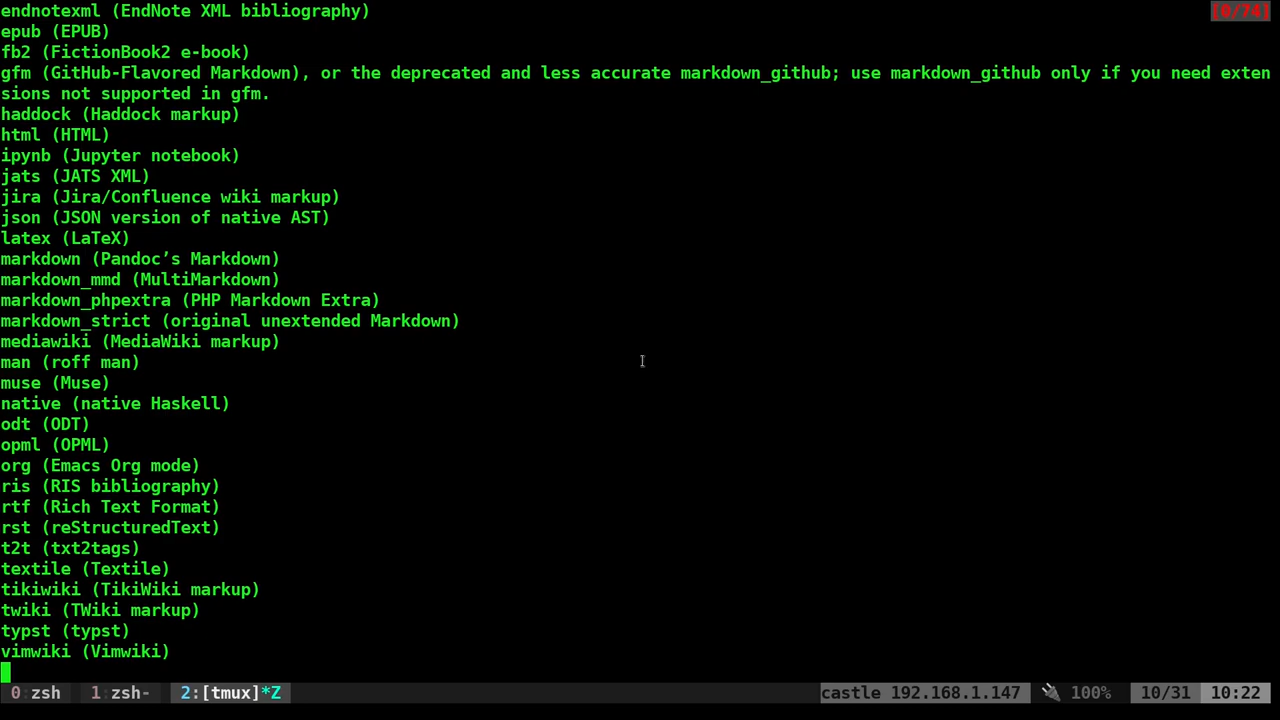 endnotexml (EndNote XML bibliography) [0/74]
epub (EPUB)
fb2 (FictionBook2 e-book)
gfm (GitHub-Flavored Markdown), or the deprecated and less accurate markdown_github; use markdown_github only if you need exten
sions not supported in gfm.
haddock (Haddock markup)
html (HTML)
ipynb (Jupyter notebook)
jats (JATS XML)
jira (Jira/Confluence wiki markup)
json (JSON version of native AST)
latex (LaTeX)
markdown (Pandoc’s Markdown)
markdown_mmd (MultiMarkdown)
markdown_phpextra (PHP Markdown Extra)
markdown_strict (original unextended Markdown)
mediawiki (MediaWiki markup)
man (roff man)
muse (Muse)
native (native Haskell)
odt (ODT)
opml (OPML)
org (Emacs Org mode)
ris (RIS bibliography)
rtf (Rich Text Format)
rst (reStructuredText)
t2t (txt2tags)
textile (Textile)
tikiwiki (TikiWiki markup)
twiki (TWiki markup)
typst (typst)
vimwiki (Vimwiki)
0 zsh 1:zsh- 2:[tmux]*Z castle 192.168.1.147 🔌 100% 10/31 10:22